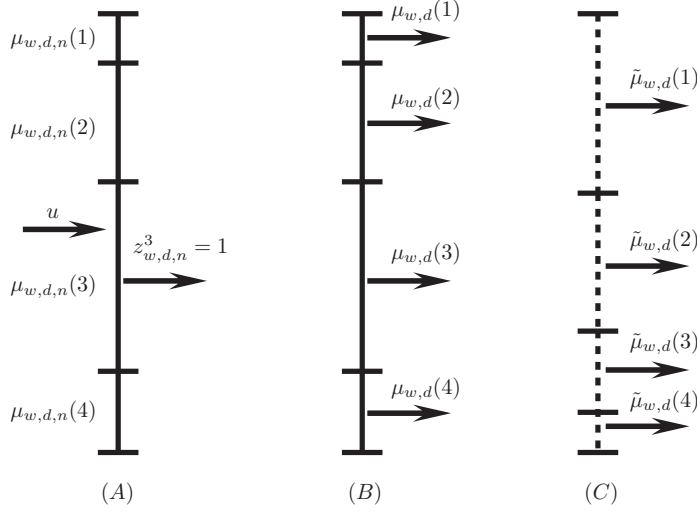 μ_{w,d,n}(1)
μ_{w,d,n}(2)
u
z^3_{w,d,n} = 1
μ_{w,d,n}(3)
μ_{w,d,n}(4)
(A)
μ_{w,d}(1)
μ_{w,d}(2)
μ_{w,d}(3)
μ_{w,d}(4)
(B)
μ̃_{w,d}(1)
μ̃_{w,d}(2)
μ̃_{w,d}(3)
μ̃_{w,d}(4)
(C)